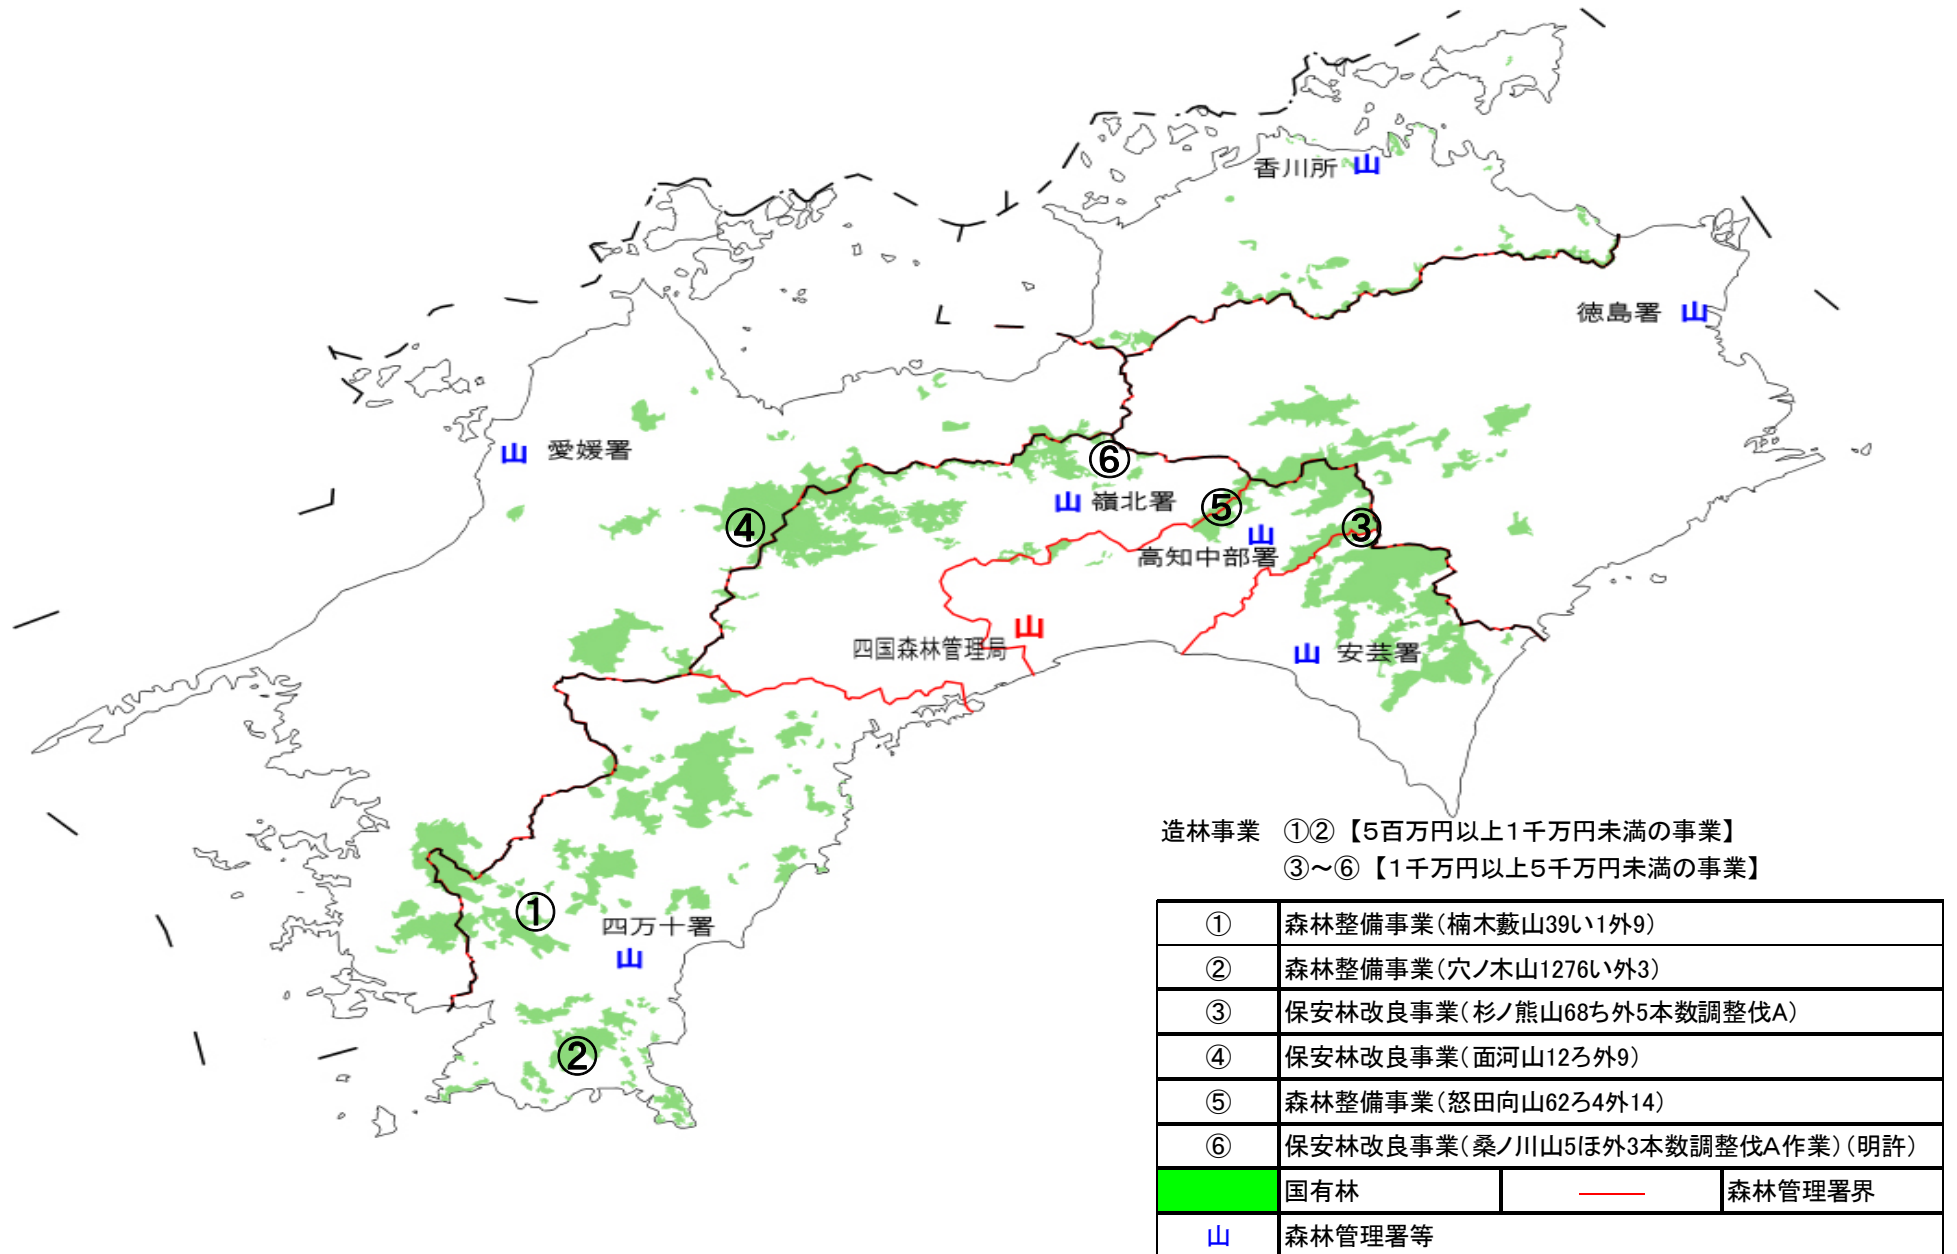 香川所 山
徳島署 山
山 愛媛署
⑥
山 嶺北署
⑤
④
③
山
高知中部署
山
四国森林管理局
山 安芸署
①
四万十署
山
②
造林事業 ①②【5百万円以上1千万円未満の事業】
③～⑥【1千万円以上5千万円未満の事業】
① 森林整備事業(楠木藪山39い1外9)
② 森林整備事業(穴ノ木山1276い外3)
③ 保安林改良事業(杉ノ熊山68ち外5本数調整伐A)
④ 保安林改良事業(面河山12ろ外9)
⑤ 森林整備事業(怒田向山62ろ4外14)
⑥ 保安林改良事業(桑ノ川山5ほ外3本数調整伐A作業)(明許)
国有林 森林管理署界
山 森林管理署等